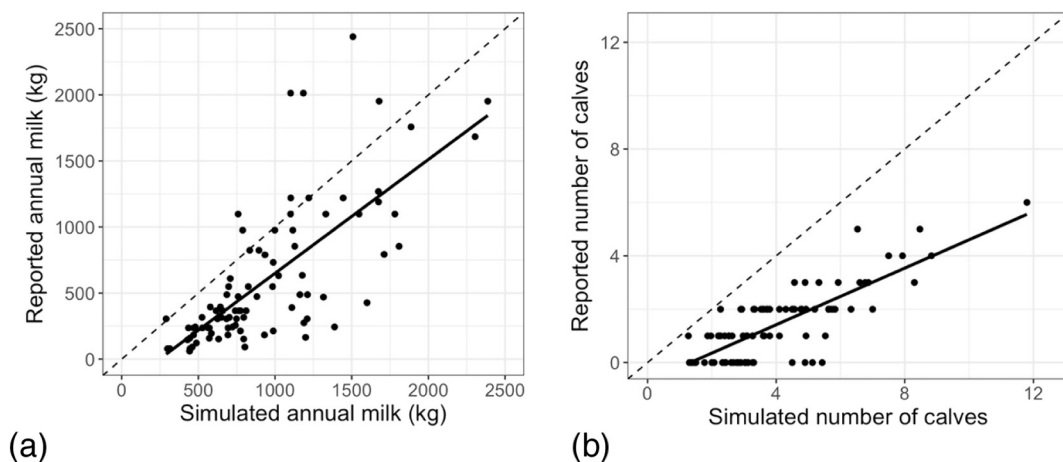 2500
2000
1500
1000
500
0
Reported annual milk (kg)
0 500 1000 1500 2000 2500
Simulated annual milk (kg)
(a)
12
8
4
0
Reported number of calves
0 4 8 12
Simulated number of calves
(b)